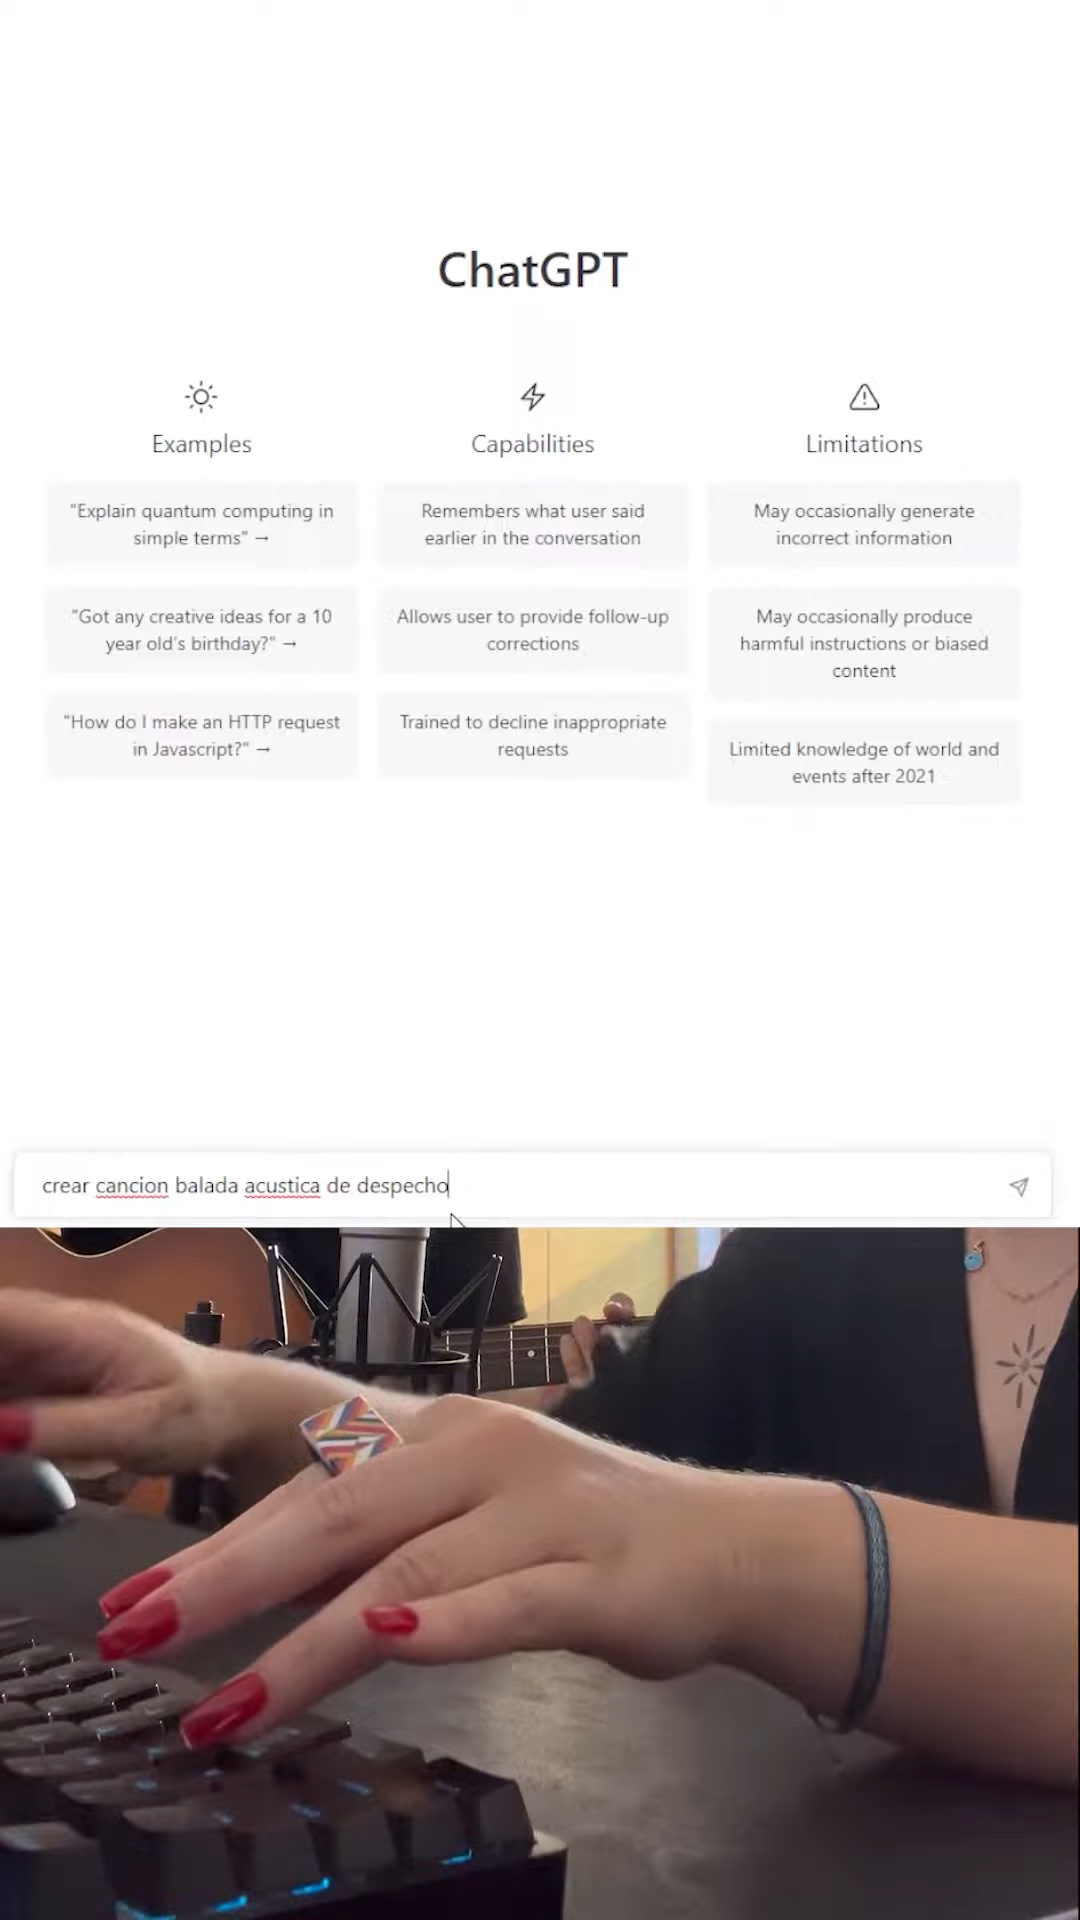 ChatGPT
Examples
"Explain quantum computing in
simple terms" →
"Got any creative ideas for a 10
year old's birthday?" →
"How do I make an HTTP request
in Javascript?" →
Capabilities
Remembers what user said
earlier in the conversation
Allows user to provide follow-up
corrections
Trained to decline inappropriate
requests
Limitations
May occasionally generate
incorrect information
May occasionally produce
harmful instructions or biased
content
Limited knowledge of world and
events after 2021
crear cancion balada acustica de despecho